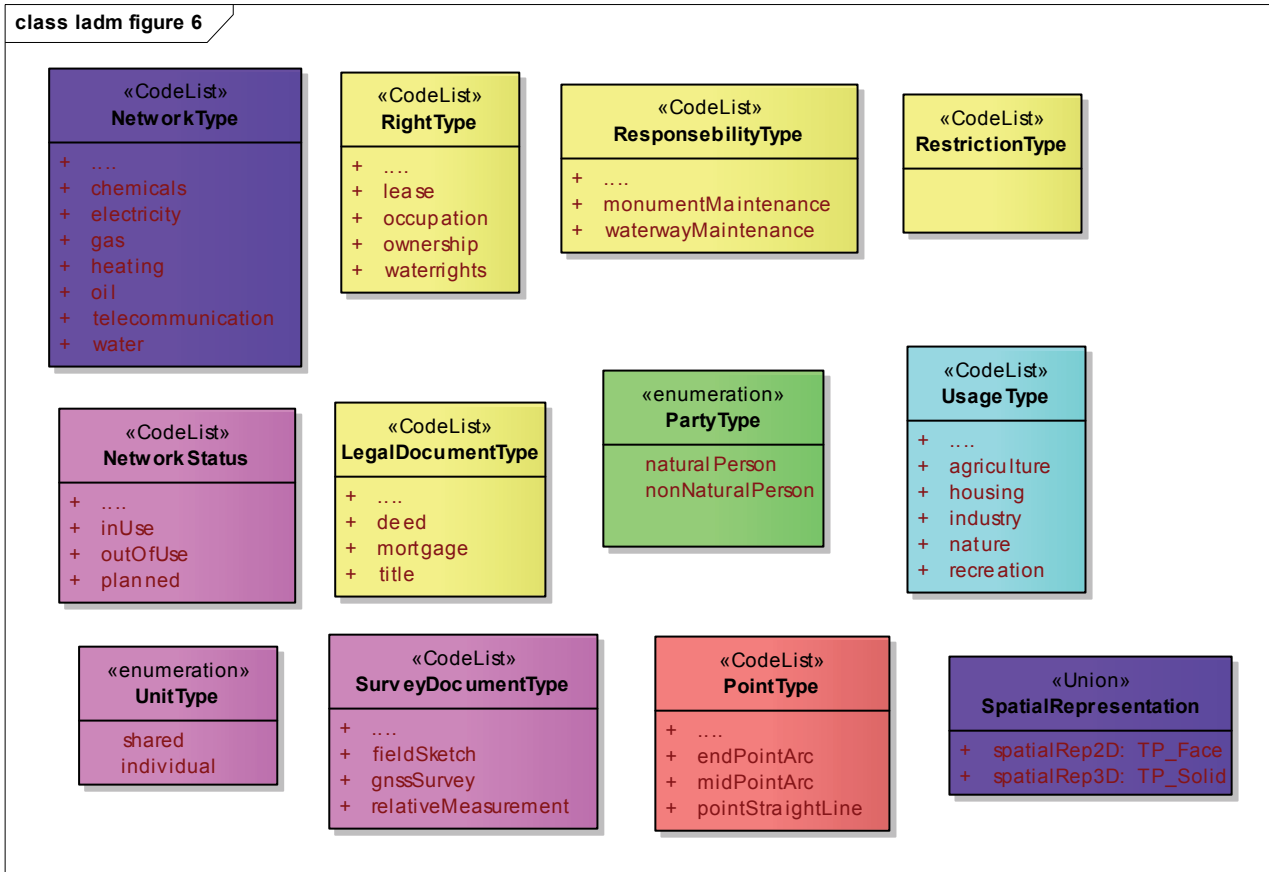 class ladm figure 6
«CodeList»
NetworkType
+ ....
+ chemicals
+ electricity
+ gas
+ heating
+ oil
+ telecommunication
+ water
«CodeList»
RightType
+ ....
+ lease
+ occupation
+ ownership
+ waterrights
«CodeList»
ResponsebilityType
+ ....
+ monumentMaintenance
+ waterwayMaintenance
«CodeList»
RestrictionType
«CodeList»
NetworkStatus
+ ....
+ inUse
+ outOfUse
+ planned
«CodeList»
LegalDocumentType
+ ....
+ deed
+ mortgage
+ title
«enumeration»
PartyType
naturalPerson
nonNaturalPerson
«CodeList»
UsageType
+ ....
+ agriculture
+ housing
+ industry
+ nature
+ recreation
«enumeration»
UnitType
shared
individual
«CodeList»
SurveyDocumentType
+ ....
+ fieldSketch
+ gnssSurvey
+ relativeMeasurement
«CodeList»
PointType
+ ....
+ endPointArc
+ midPointArc
+ pointStraightLine
«Union»
SpatialRepresentation
+ spatialRep2D: TP_Face
+ spatialRep3D: TP_Solid